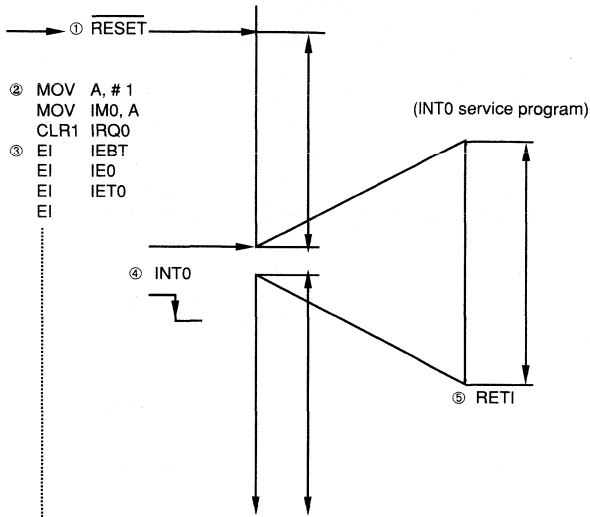 ① RESET
② MOV A, # 1
MOV IM0, A
CLR1 IRQ0
③ EI IEBT
EI IE0
EI IET0
EI
(INT0 service program)
④ INT0
⑤ RETI